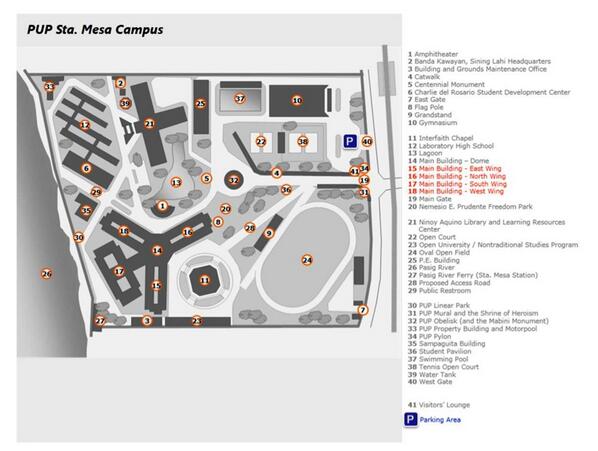 PUP Sta. Mesa Campus
1 Amphitheater
2 Banda Kawayan, Sining Lahi Headquarters
3 Building and Grounds Maintenance Office
4 Catwalk
5 Centennial Monument
6 Charlie del Rosario Student Development Center
7 East Gate
8 Flag Pole
9 Grandstand
10 Gymnasium
11 Interfaith Chapel
12 Laboratory High School
13 Lagoon
14 Main Building – Dome
15 Main Building - East Wing
16 Main Building - North Wing
17 Main Building - South Wing
18 Main Building - West Wing
19 Main Gate
20 Nemesio E. Prudente Freedom Park
21 Ninoy Aquino Library and Learning Resources
Center
22 Open Court
23 Open University / Nontraditional Studies Program
24 Oval Open Field
25 P.E. Building
26 Pasig River
27 Pasig River Ferry (Sta. Mesa Station)
28 Proposed Access Road
29 Public Restroom
30 PUP Linear Park
31 PUP Mural and the Shrine of Heroism
32 PUP Obelisk (and the Mabini Monument)
33 PUP Property Building and Motorpool
34 PUP Pylon
35 Sampaguita Building
36 Student Pavilion
37 Swimming Pool
38 Tennis Open Court
39 Water Tank
40 West Gate
41 Visitors' Lounge
P Parking Area
33
2
39
12
21
25
37
10
22
38
P
40
6
29
13
5
32
4
41
34
19
31
36
35
1
20
8
30
18
16
28
9
14
26
17
15
11
24
27
3
23
7